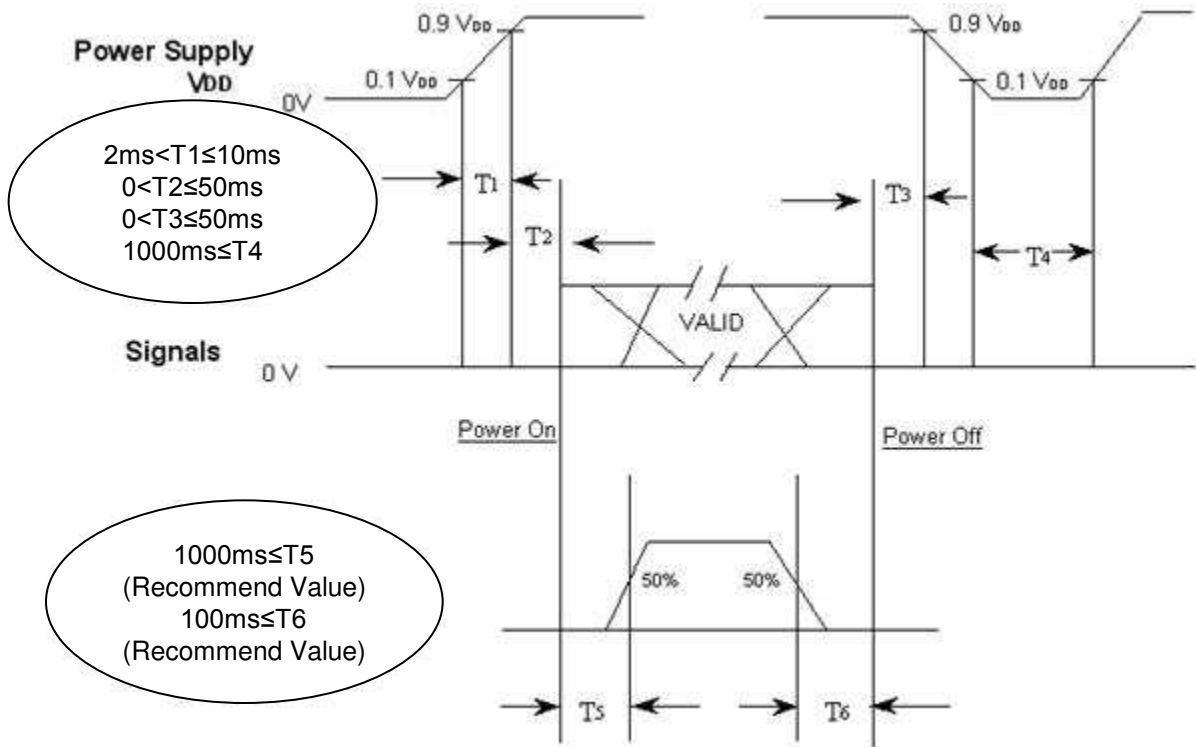 0.9 VDD
0.9 VDD
Power Supply
VDD
0.1 VDD
0.1 VDD
0V
2ms<T1≤10ms
0<T2≤50ms
0<T3≤50ms
1000ms≤T4
T1
T3
T2
T4
VALID
Signals
0 V
Power On
Power Off
1000ms≤T5
(Recommend Value)
100ms≤T6
(Recommend Value)
50%
50%
T5
T6